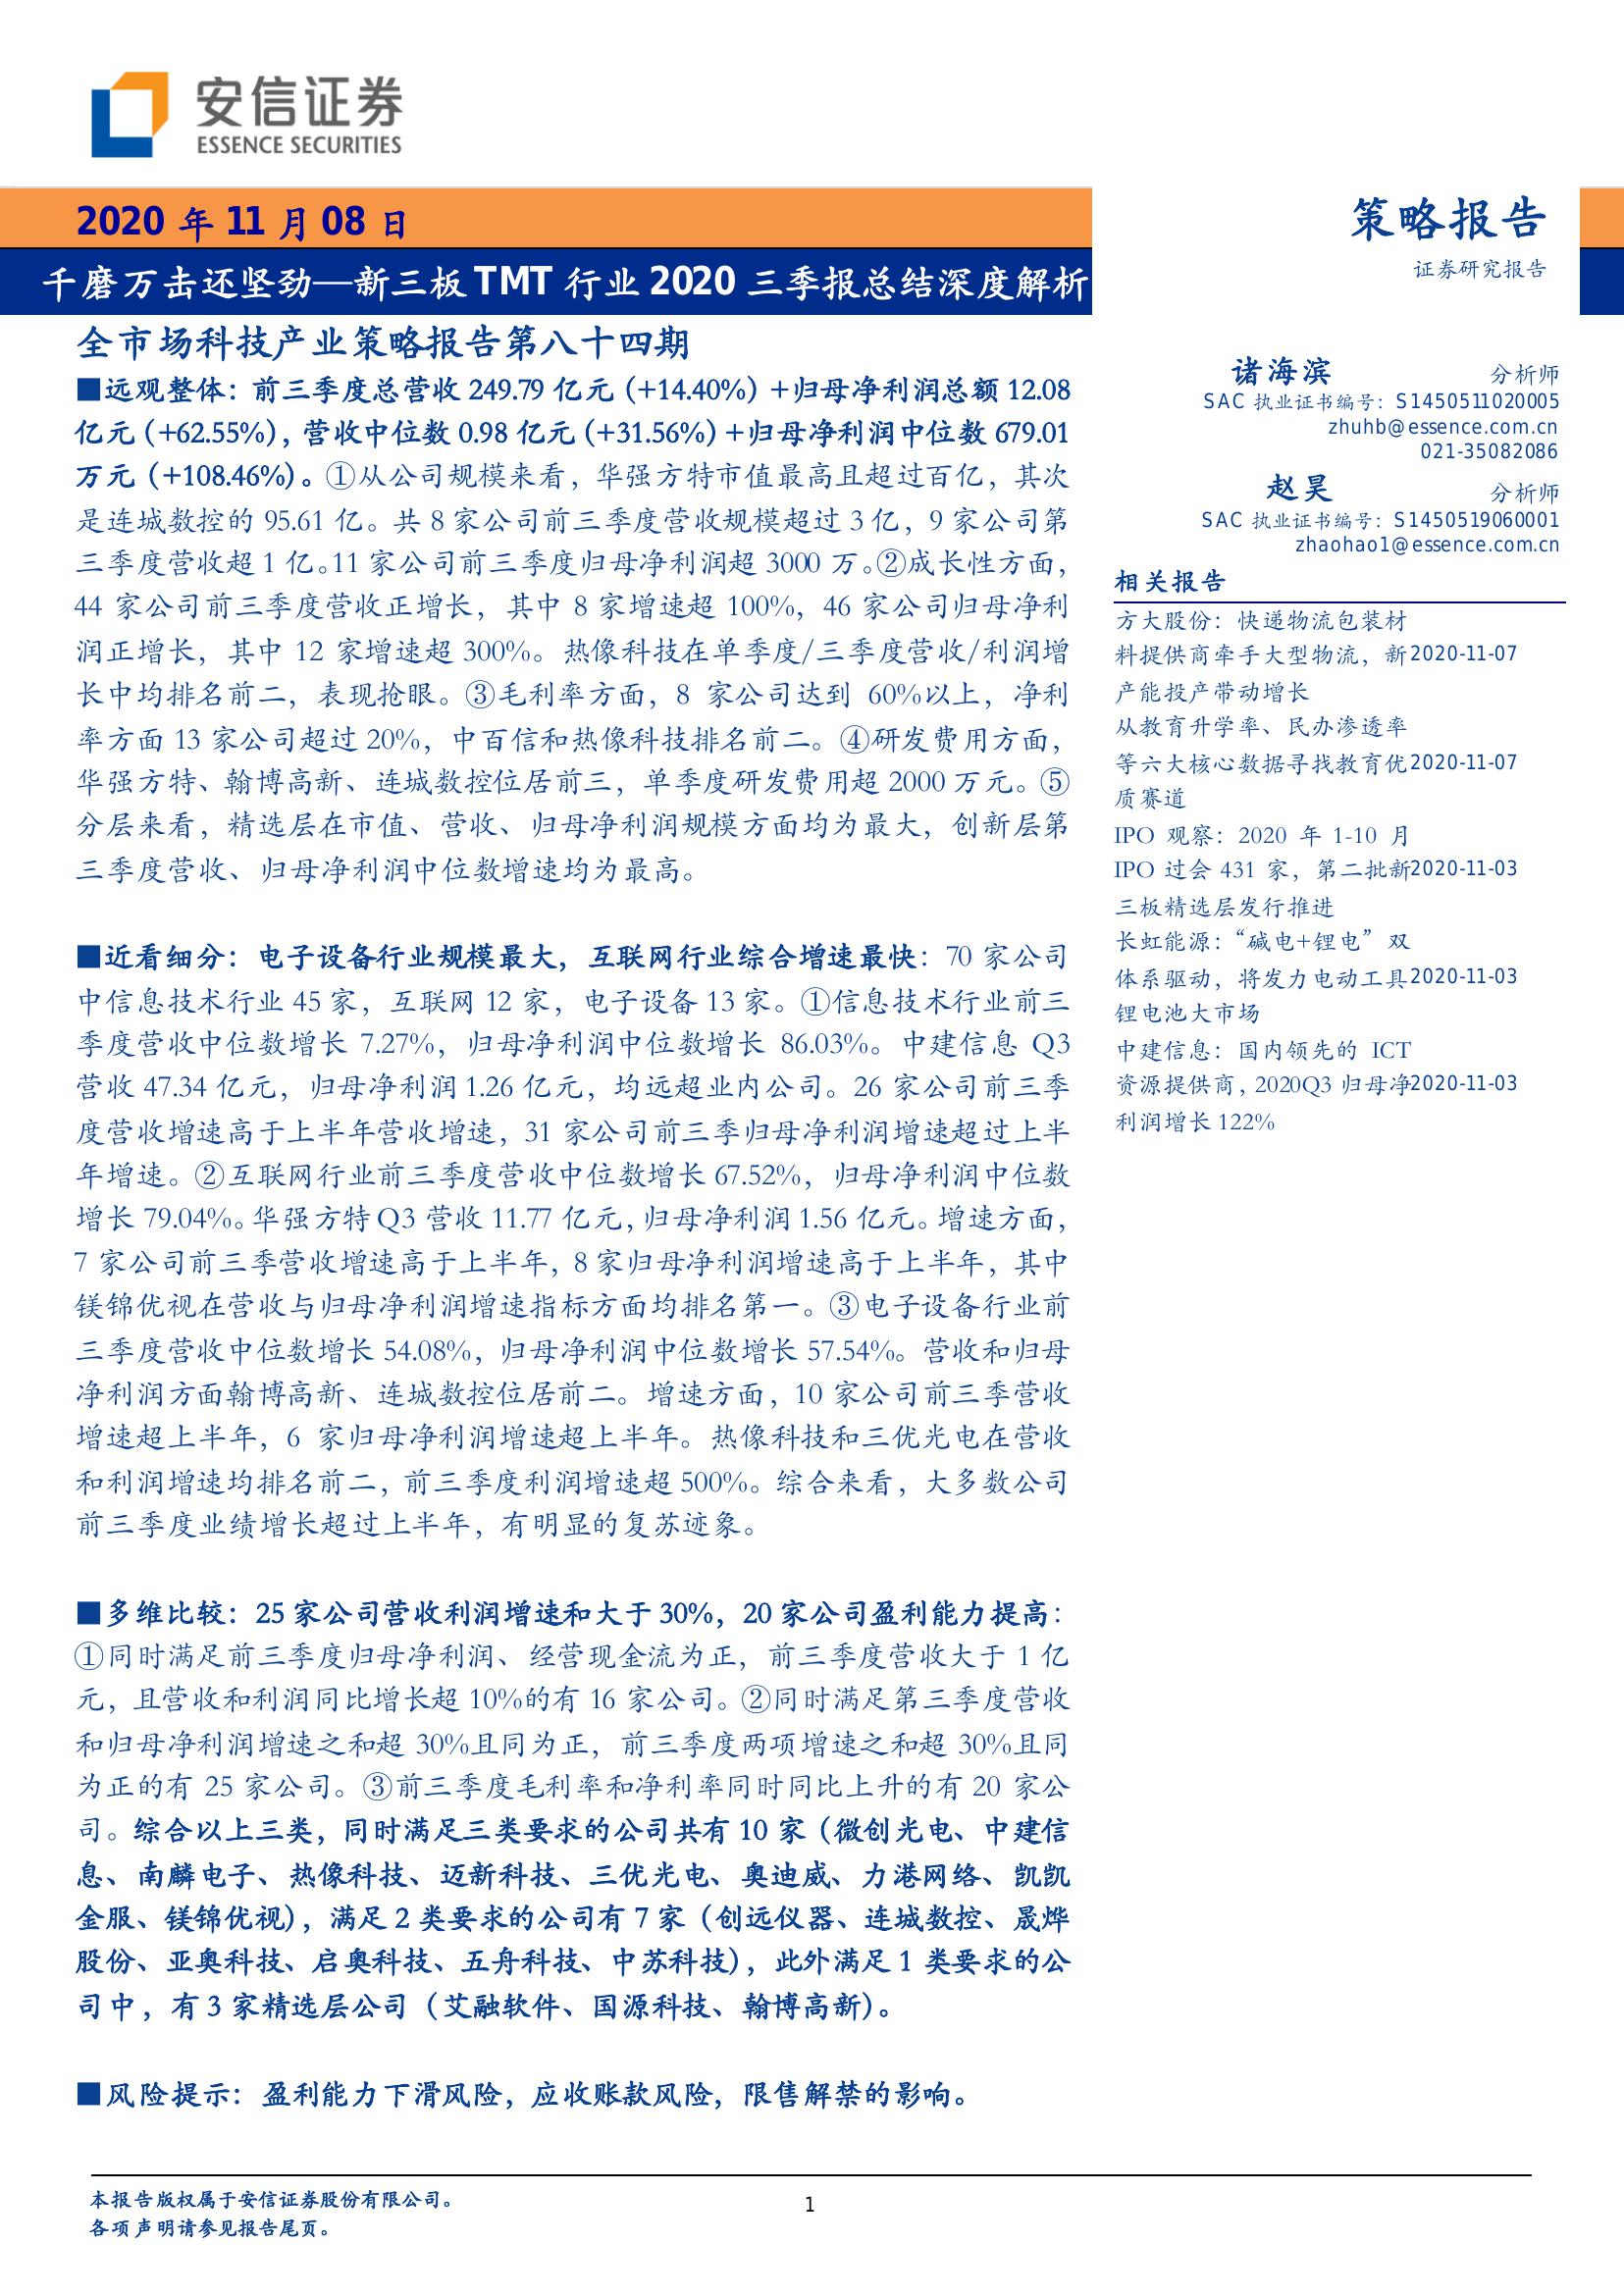 安信证券
ESSENCE SECURITIES
2020 年 11 月 08 日
千磨万击还坚劲—新三板 TMT 行业 2020 三季报总结深度解析
全市场科技产业策略报告第八十四期
■远观整体：前三季度总营收 249.79 亿元（+14.40%）+归母净利润总额 12.08
亿元（+62.55%），营收中位数 0.98 亿元（+31.56%）+归母净利润中位数 679.01
万元（+108.46%）。①从公司规模来看，华强方特市值最高且超过百亿，其次
是连城数控的 95.61 亿。共 8 家公司前三季度营收规模超过 3 亿，9 家公司第
三季度营收超 1 亿。11 家公司前三季度归母净利润超 3000 万。②成长性方面，
44 家公司前三季度营收正增长，其中 8 家增速超 100%，46 家公司归母净利
润正增长，其中 12 家增速超 300%。热像科技在单季度/三季度营收/利润增
长中均排名前二，表现抢眼。③毛利率方面，8 家公司达到 60%以上，净利
率方面 13 家公司超过 20%，中百信和热像科技排名前二。④研发费用方面，
华强方特、翰博高新、连城数控位居前三，单季度研发费用超 2000 万元。⑤
分层来看，精选层在市值、营收、归母净利润规模方面均为最大，创新层第
三季度营收、归母净利润中位数增速均为最高。
■近看细分：电子设备行业规模最大，互联网行业综合增速最快：70 家公司
中信息技术行业 45 家，互联网 12 家，电子设备 13 家。①信息技术行业前三
季度营收中位数增长 7.27%，归母净利润中位数增长 86.03%。中建信息 Q3
营收 47.34 亿元，归母净利润 1.26 亿元，均远超业内公司。26 家公司前三季
度营收增速高于上半年营收增速，31 家公司前三季归母净利润增速超过上半
年增速。②互联网行业前三季度营收中位数增长 67.52%，归母净利润中位数
增长 79.04%。华强方特 Q3 营收 11.77 亿元，归母净利润 1.56 亿元。增速方面，
7 家公司前三季营收增速高于上半年，8 家归母净利润增速高于上半年，其中
镁锦优视在营收与归母净利润增速指标方面均排名第一。③电子设备行业前
三季度营收中位数增长 54.08%，归母净利润中位数增长 57.54%。营收和归母
净利润方面翰博高新、连城数控位居前二。增速方面，10 家公司前三季营收
增速超上半年，6 家归母净利润增速超上半年。热像科技和三优光电在营收
和利润增速均排名前二，前三季度利润增速超 500%。综合来看，大多数公司
前三季度业绩增长超过上半年，有明显的复苏迹象。
■多维比较：25 家公司营收利润增速和大于 30%，20 家公司盈利能力提高：
①同时满足前三季度归母净利润、经营现金流为正，前三季度营收大于 1 亿
元，且营收和利润同比增长超 10%的有 16 家公司。②同时满足第三季度营收
和归母净利润增速之和超 30%且同为正，前三季度两项增速之和超 30%且同
为正的有 25 家公司。③前三季度毛利率和净利率同时同比上升的有 20 家公
司。综合以上三类，同时满足三类要求的公司共有 10 家（微创光电、中建信
息、南麟电子、热像科技、迈新科技、三优光电、奥迪威、力港网络、凯凯
金服、镁锦优视），满足 2 类要求的公司有 7 家（创远仪器、连城数控、晟烨
股份、亚奥科技、启奥科技、五舟科技、中苏科技），此外满足 1 类要求的公
司中，有 3 家精选层公司（艾融软件、国源科技、翰博高新）。
■风险提示：盈利能力下滑风险，应收账款风险，限售解禁的影响。
策略报告
证券研究报告
诸海滨 分析师
SAC 执业证书编号：S1450511020005
zhuhb@essence.com.cn
021-35082086
赵昊 分析师
SAC 执业证书编号：S1450519060001
zhaohao1@essence.com.cn
相关报告
方大股份：快递物流包装材
料提供商牵手大型物流，新 2020-11-07
产能投产带动增长
从教育升学率、民办渗透率
等六大核心数据寻找教育优 2020-11-07
质赛道
IPO 观察：2020 年 1-10 月
IPO 过会 431 家，第二批新 2020-11-03
三板精选层发行推进
长虹能源：“碱电+锂电”双
体系驱动，将发力电动工具 2020-11-03
锂电池大市场
中建信息：国内领先的 ICT
资源提供商，2020Q3 归母净 2020-11-03
利润增长 122%
本报告版权属于安信证券股份有限公司。
各项声明请参见报告尾页。
1